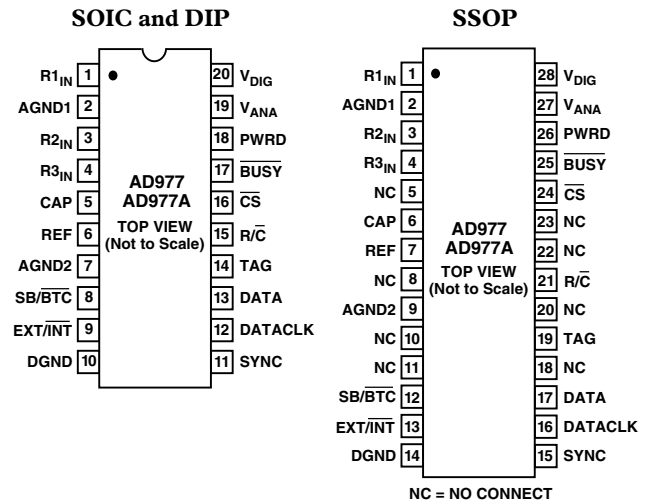 SOIC and DIP
R1IN 1
AGND1 2
R2IN 3
R3IN 4
CAP 5
REF 6
AGND2 7
SB/BTC 8
EXT/INT 9
DGND 10
AD977
AD977A
TOP VIEW
(Not to Scale)
20 VDIG
19 VANA
18 PWRD
17 BUSY
16 CS
15 R/C
14 TAG
13 DATA
12 DATACLK
11 SYNC
SSOP
R1IN 1
AGND1 2
R2IN 3
R3IN 4
NC 5
CAP 6
REF 7
NC 8
AGND2 9
NC 10
NC 11
SB/BTC 12
EXT/INT 13
DGND 14
AD977
AD977A
TOP VIEW
(Not to Scale)
28 VDIG
27 VANA
26 PWRD
25 BUSY
24 CS
23 NC
22 NC
21 R/C
20 NC
19 TAG
18 NC
17 DATA
16 DATACLK
15 SYNC
NC = NO CONNECT